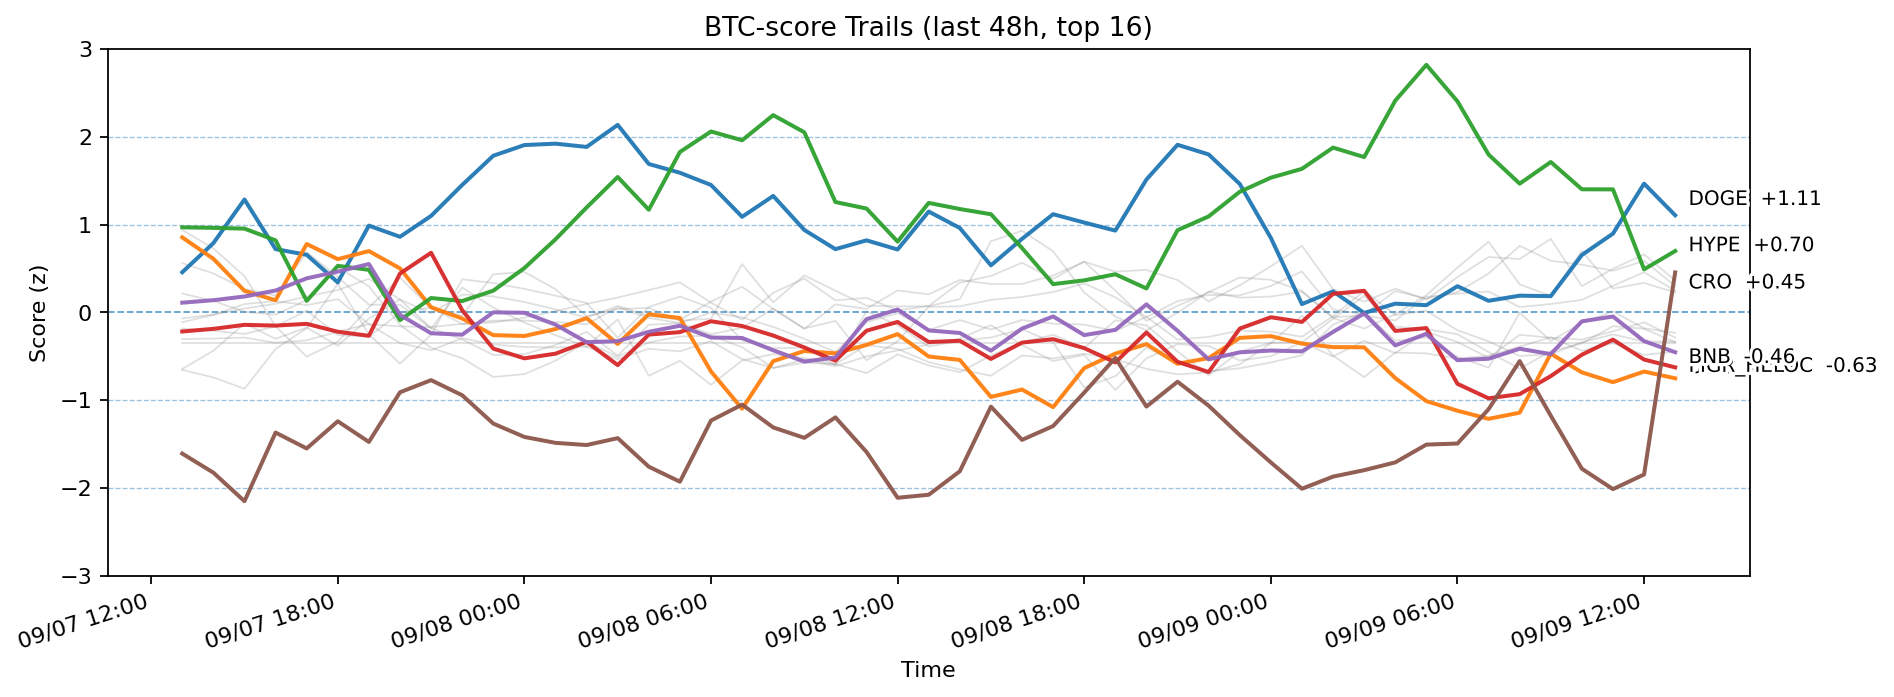 BTC-score Trails (last 48h, top 16)
Score (z)
3
2
1
0
−1
−2
−3
DOGE +1.11
HYPE +0.70
CRO +0.45
BNB -0.46
-0.63
09/07 12:00
09/07 18:00
09/08 00:00
09/08 06:00
09/08 12:00
09/08 18:00
09/09 00:00
09/09 06:00
09/09 12:00
Time